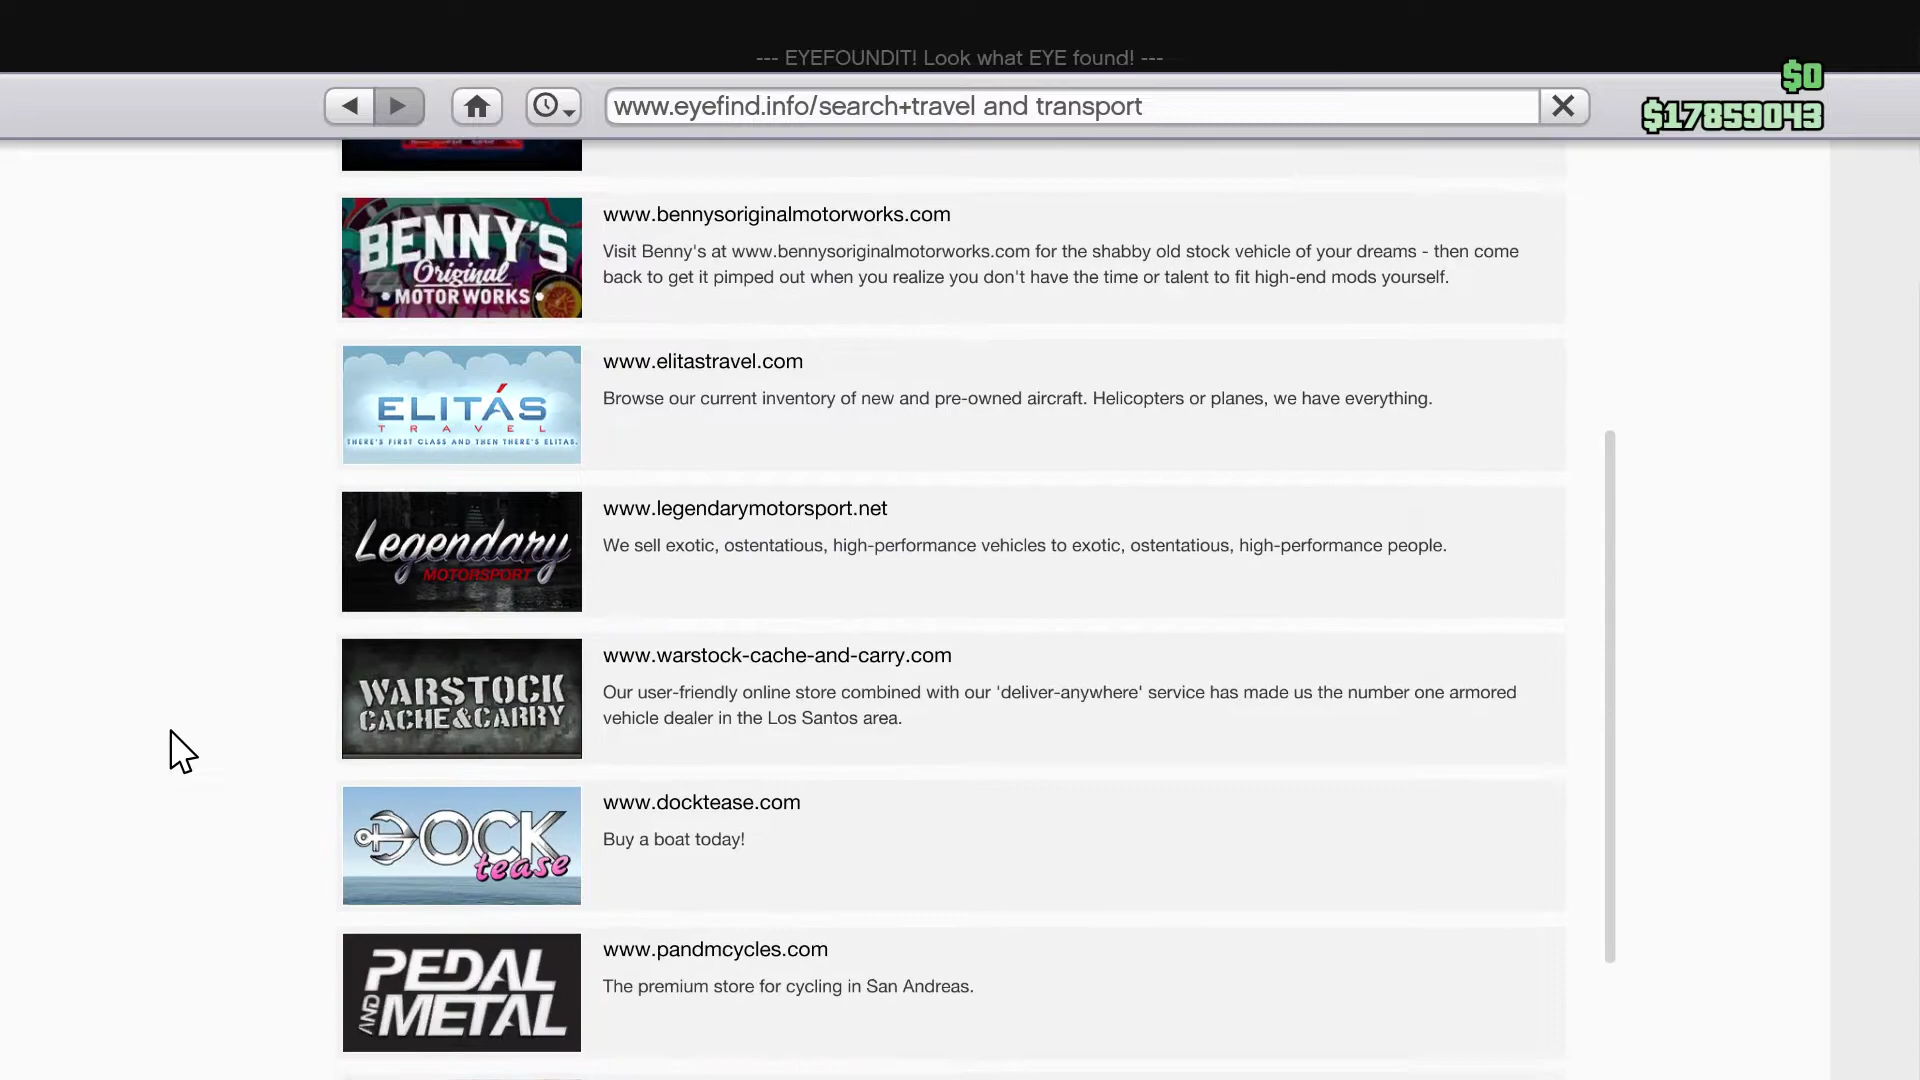 --- EYEFOUNDIT! Look what EYE found! ---
$0
www.eyefind.info/search+travel and transport
$17859043
BENNY'S
Original
MOTOR WORKS
www.bennysoriginalmotorworks.com
Visit Benny's at www.bennysoriginalmotorworks.com for the shabby old stock vehicle of your dreams - then come
back to get it pimped out when you realize you don't have the time or talent to fit high-end mods yourself.
ELITÁS
TRAVEL
THERE'S FIRST CLASS AND THEN THERE'S ELITAS.
www.elitastravel.com
Browse our current inventory of new and pre-owned aircraft. Helicopters or planes, we have everything.
Legendary
MOTORSPORT
www.legendarymotorsport.net
We sell exotic, ostentatious, high-performance vehicles to exotic, ostentatious, high-performance people.
WARSTOCK
CACHE&CARRY
www.warstock-cache-and-carry.com
Our user-friendly online store combined with our 'deliver-anywhere' service has made us the number one armored
vehicle dealer in the Los Santos area.
DOCK
tease
www.docktease.com
Buy a boat today!
PEDAL
AND METAL
www.pandmcycles.com
The premium store for cycling in San Andreas.